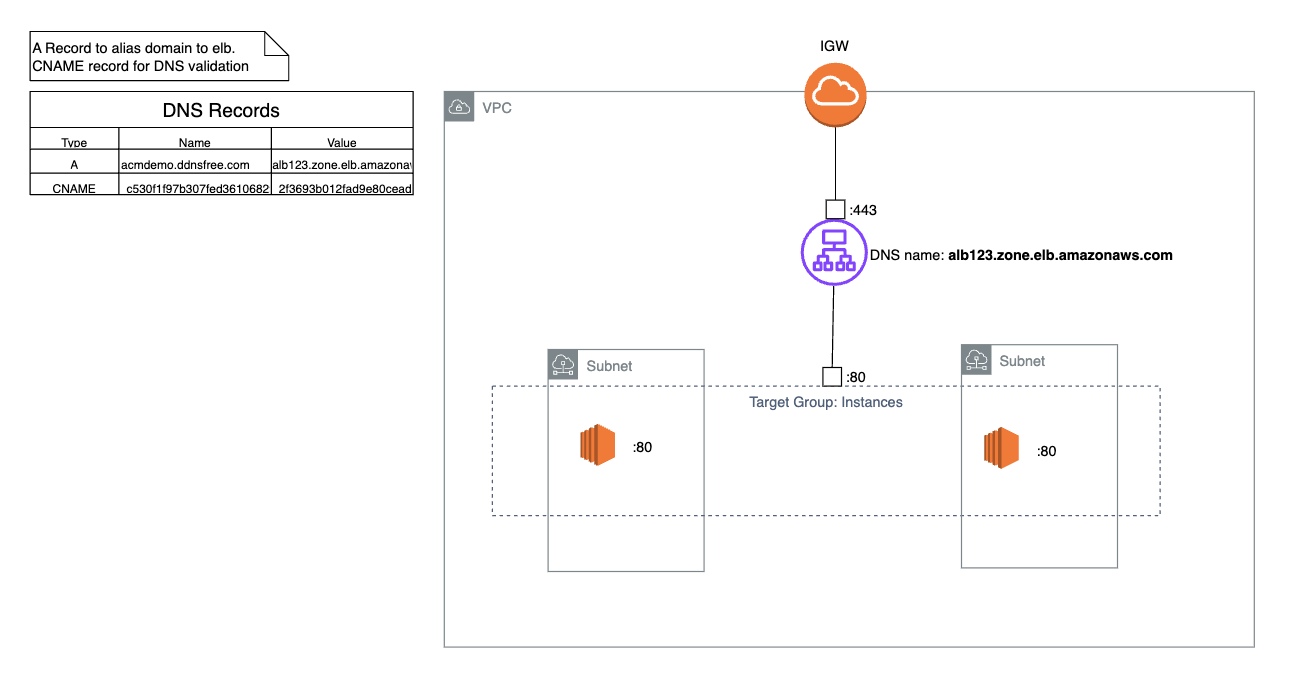 A Record to alias domain to elb.
CNAME record for DNS validation
DNS Records
Type Name Value
A acmdemo.ddnsfree.com alb123.zone.elb.amazonaw
CNAME c530f1f97b307fed3610682 2f3693b012fad9e80cead
IGW
VPC
:443
DNS name: alb123.zone.elb.amazonaws.com
:80
Subnet
Subnet
Target Group: Instances
:80
:80